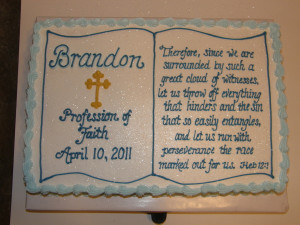 Brandon
Profession of
Faith
April 10, 2011
Therefore, since we are
surrounded by such a
great cloud of witnesses,
let us throw off everything
that hinders and the sin
that so easily entangles,
and let us run with
perseverance the race
marked out for us. Heb 12:1